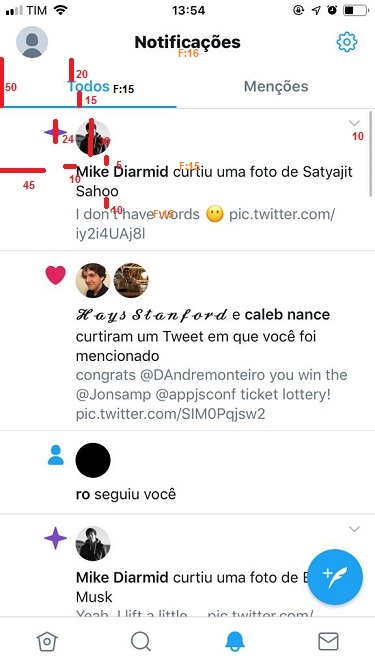 TIM 13:54
Notificações
F:16
20
50
Todos F:15 Menções
15
24
10
5 F:15
Mike Diarmid curtiu uma foto de Satyajit
45 10
Sahoo
10 F:15
I don't have words 😶 pic.twitter.com/
iy2i4UAj8l
𝓗𝓪𝔂𝓼 𝓢𝓽𝓪𝓷𝓯𝓸𝓻𝓭 e caleb nance
curtiram um Tweet em que você foi
mencionado
congrats @DAndremonteiro you win the
@Jonsamp @appjsconf ticket lottery!
pic.twitter.com/SIM0Pqjsw2
ro seguiu você
Mike Diarmid curtiu uma foto de E
Musk
Yeah, I lift a little... pic.twitter.com/